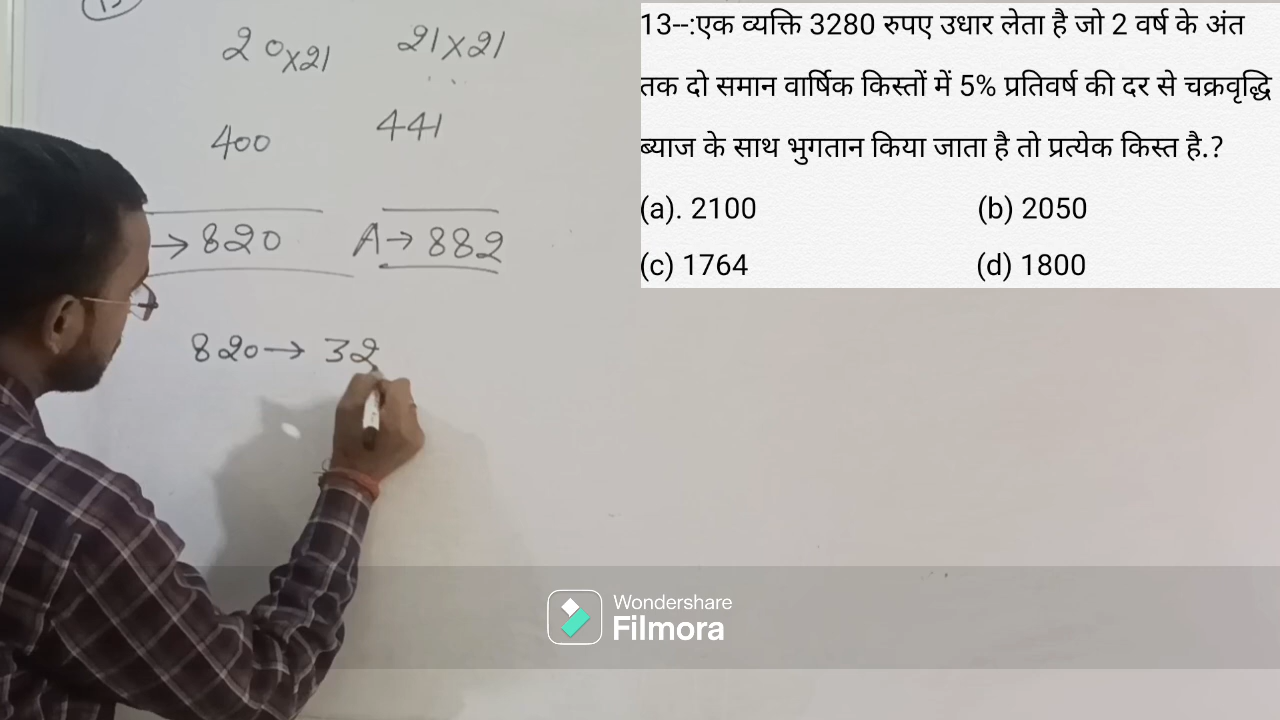 20x21 21x21
400 441
→820 A→882
820→ 32
13--:एक व्यक्ति 3280 रुपए उधार लेता है जो 2 वर्ष के अंत
तक दो समान वार्षिक किस्तों में 5% प्रतिवर्ष की दर से चक्रवृद्धि
ब्याज के साथ भुगतान किया जाता है तो प्रत्येक किस्त है.?
(a). 2100 (b) 2050
(c) 1764 (d) 1800
Wondershare
Filmora